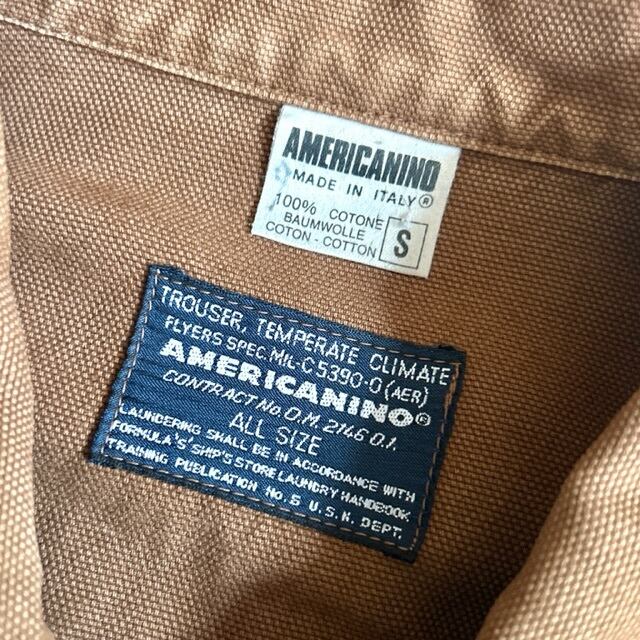 AMERICANINO
MADE IN ITALY®
100% COTONE
BAUMWOLLE
COTON - COTTON
S
TROUSER, TEMPERATE CLIMATE
FLYERS SPEC. MIL-C 5390-0 (AER)
AMERICANINO®
CONTRACT No O.M. 2146 0.1.
ALL SIZE
LAUNDERING SHALL BE IN ACCORDANCE WITH
FORMULA 'S' SHIP'S STORE LAUNDRY HANDBOOK
TRAINING PUBLICATION No. 5 U.S.N. DEPT.